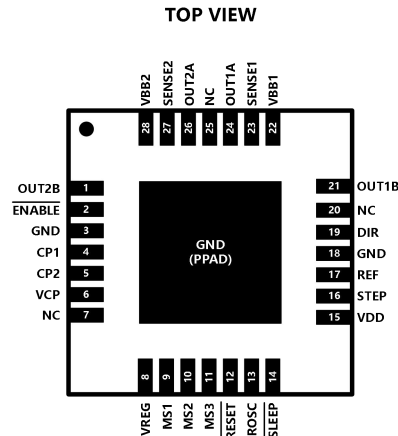 TOP VIEW
VBB2
SENSE2
OUT2A
NC
OUT1A
SENSE1
VBB1
28
27
26
25
24
23
22
OUT2B 1
ENABLE 2
GND 3
CP1 4
CP2 5
VCP 6
NC 7
GND
(PPAD)
21 OUT1B
20 NC
19 DIR
18 GND
17 REF
16 STEP
15 VDD
8
9
10
11
12
13
14
VREG
MS1
MS2
MS3
RESET
ROSC
SLEEP